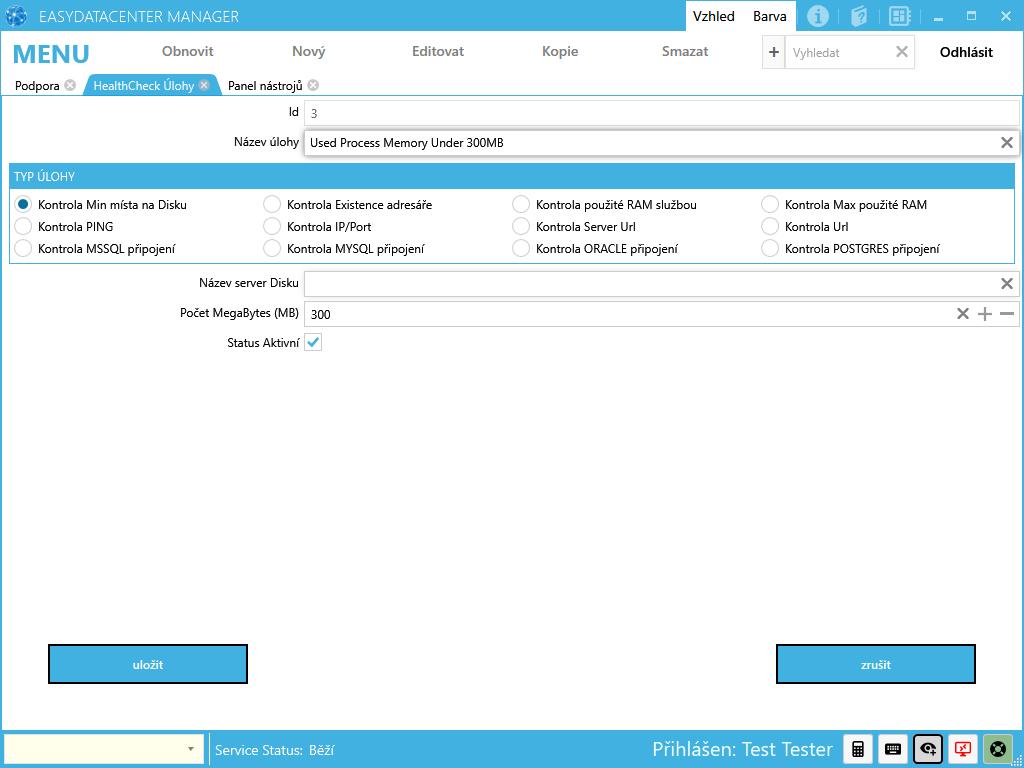 EASYDATACENTER MANAGER
Vzhled Barva
MENU Obnovit Nový Editovat Kopie Smazat + Vyhledat Odhlásit
Podpora HealthCheck Úlohy Panel nástrojů
Id 3
Název úlohy Used Process Memory Under 300MB
TYP ÚLOHY
Kontrola Min místa na Disku Kontrola Existence adresáře Kontrola použité RAM službou Kontrola Max použité RAM
Kontrola PING Kontrola IP/Port Kontrola Server Url Kontrola Url
Kontrola MSSQL připojení Kontrola MYSQL připojení Kontrola ORACLE připojení Kontrola POSTGRES připojení
Název server Disku
Počet MegaBytes (MB) 300
Status Aktivní
uložit zrušit
Service Status: Běží Přihlášen: Test Tester